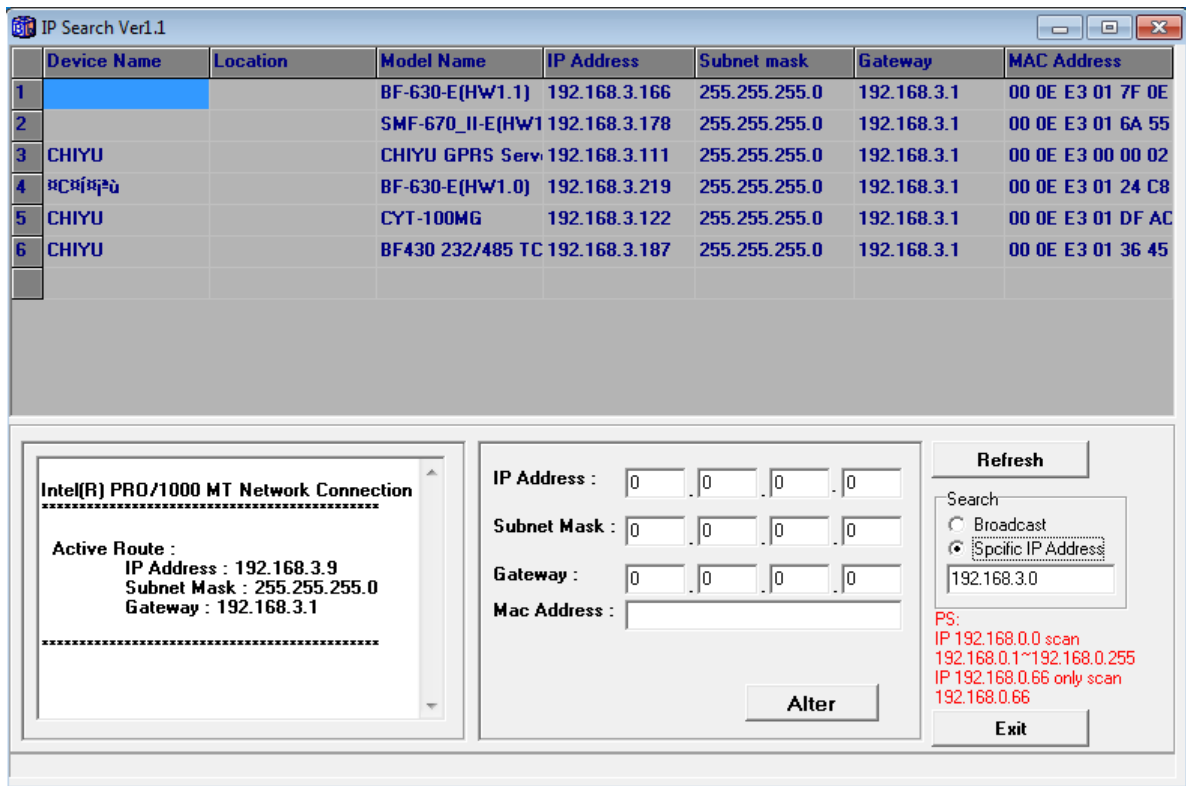 IP Search Ver1.1
Device Name Location Model Name IP Address Subnet mask Gateway MAC Address
1 BF-630-E(HW1.1) 192.168.3.166 255.255.255.0 192.168.3.1 00 0E E3 01 7F 0E
2 SMF-670_II-E(HW1 192.168.3.178 255.255.255.0 192.168.3.1 00 0E E3 01 6A 55
3 CHIYU CHIYU GPRS Serv 192.168.3.111 255.255.255.0 192.168.3.1 00 0E E3 00 00 02
4 ¤C¤í¤j²ù BF-630-E(HW1.0) 192.168.3.219 255.255.255.0 192.168.3.1 00 0E E3 01 24 C8
5 CHIYU CYT-100MG 192.168.3.122 255.255.255.0 192.168.3.1 00 0E E3 01 DF AC
6 CHIYU BF430 232/485 TC 192.168.3.187 255.255.255.0 192.168.3.1 00 0E E3 01 36 45
Intel(R) PRO/1000 MT Network Connection
******************************************
Active Route :
IP Address : 192.168.3.9
Subnet Mask : 255.255.255.0
Gateway : 192.168.3.1
******************************************
IP Address : 0 . 0 . 0 . 0
Subnet Mask : 0 . 0 . 0 . 0
Gateway : 0 . 0 . 0 . 0
Mac Address :
Alter
Refresh
Search
Broadcast
Spcific IP Address
192.168.3.0
PS:
IP 192.168.0.0 scan
192.168.0.1~192.168.0.255
IP 192.168.0.66 only scan
192.168.0.66
Exit